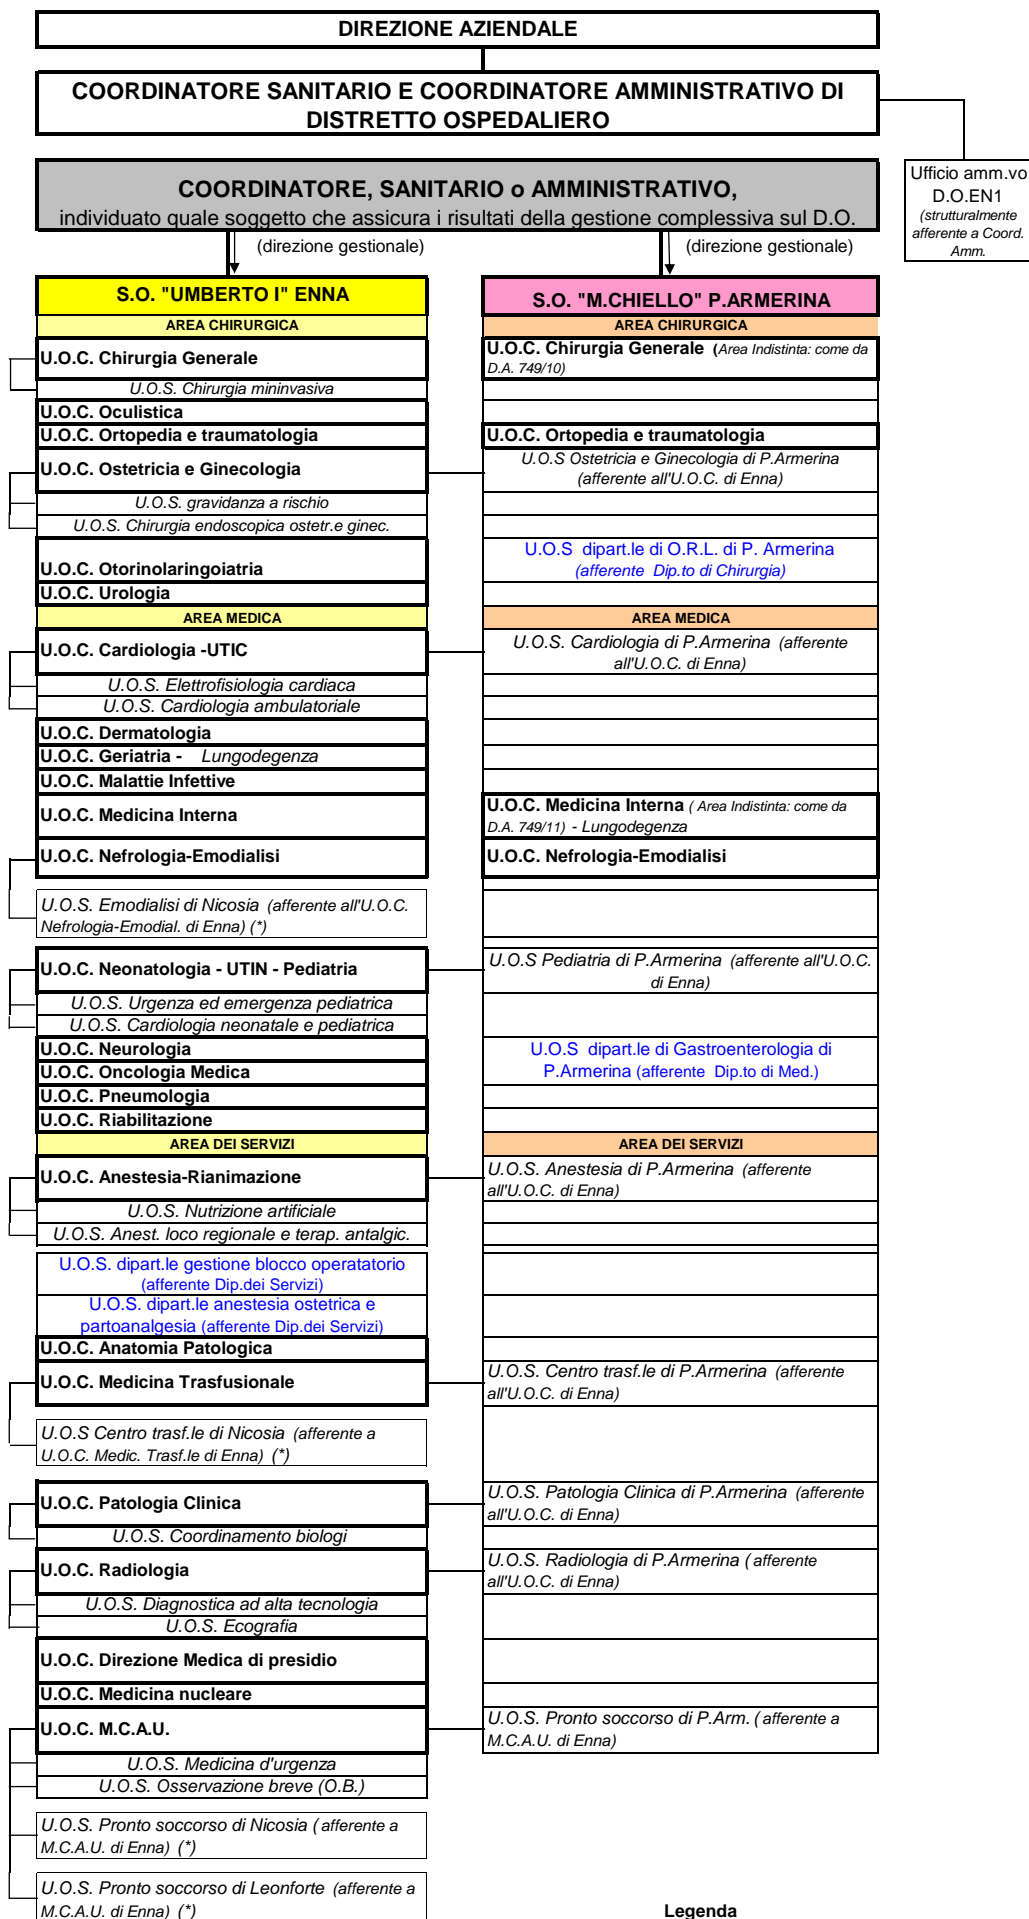 DIREZIONE AZIENDALE
COORDINATORE SANITARIO E COORDINATORE AMMINISTRATIVO DI
DISTRETTO OSPEDALIERO
Ufficio amm.vo
D.O.EN1
(strutturalmente
afferente a Coord.
Amm.
COORDINATORE, SANITARIO o AMMINISTRATIVO,
individuato quale soggetto che assicura i risultati della gestione complessiva sul D.O.
(direzione gestionale)
(direzione gestionale)
S.O. "UMBERTO I" ENNA
AREA CHIRURGICA
U.O.C. Chirurgia Generale
U.O.S. Chirurgia mininvasiva
U.O.C. Oculistica
U.O.C. Ortopedia e traumatologia
U.O.C. Ostetricia e Ginecologia
U.O.S. gravidanza a rischio
U.O.S. Chirurgia endoscopica ostetr.e ginec.
U.O.C. Otorinolaringoiatria
U.O.C. Urologia
AREA MEDICA
U.O.C. Cardiologia -UTIC
U.O.S. Elettrofisiologia cardiaca
U.O.S. Cardiologia ambulatoriale
U.O.C. Dermatologia
U.O.C. Geriatria - Lungodegenza
U.O.C. Malattie Infettive
U.O.C. Medicina Interna
U.O.C. Nefrologia-Emodialisi
U.O.S. Emodialisi di Nicosia (afferente all'U.O.C.
Nefrologia-Emodial. di Enna) (*)
U.O.C. Neonatologia - UTIN - Pediatria
U.O.S. Urgenza ed emergenza pediatrica
U.O.S. Cardiologia neonatale e pediatrica
U.O.C. Neurologia
U.O.C. Oncologia Medica
U.O.C. Pneumologia
U.O.C. Riabilitazione
AREA DEI SERVIZI
U.O.C. Anestesia-Rianimazione
U.O.S. Nutrizione artificiale
U.O.S. Anest. loco regionale e terap. antalgic.
U.O.S. dipart.le gestione blocco operatatorio
(afferente Dip.dei Servizi)
U.O.S. dipart.le anestesia ostetrica e
partoanalgesia (afferente Dip.dei Servizi)
U.O.C. Anatomia Patologica
U.O.C. Medicina Trasfusionale
U.O.S Centro trasf.le di Nicosia (afferente a
U.O.C. Medic. Trasf.le di Enna) (*)
U.O.C. Patologia Clinica
U.O.S. Coordinamento biologi
U.O.C. Radiologia
U.O.S. Diagnostica ad alta tecnologia
U.O.S. Ecografia
U.O.C. Direzione Medica di presidio
U.O.C. Medicina nucleare
U.O.C. M.C.A.U.
U.O.S. Medicina d'urgenza
U.O.S. Osservazione breve (O.B.)
U.O.S. Pronto soccorso di Nicosia ( afferente a
M.C.A.U. di Enna) (*)
U.O.S. Pronto soccorso di Leonforte (afferente a
M.C.A.U. di Enna) (*)
S.O. "M.CHIELLO" P.ARMERINA
AREA CHIRURGICA
U.O.C. Chirurgia Generale (Area Indistinta: come da
D.A. 749/10)
U.O.C. Ortopedia e traumatologia
U.O.S Ostetricia e Ginecologia di P.Armerina
(afferente all'U.O.C. di Enna)
U.O.S dipart.le di O.R.L. di P. Armerina
(afferente Dip.to di Chirurgia)
AREA MEDICA
U.O.S. Cardiologia di P.Armerina (afferente
all'U.O.C. di Enna)
U.O.C. Medicina Interna ( Area Indistinta: come da
D.A. 749/11) - Lungodegenza
U.O.C. Nefrologia-Emodialisi
U.O.S Pediatria di P.Armerina (afferente all'U.O.C.
di Enna)
U.O.S dipart.le di Gastroenterologia di
P.Armerina (afferente Dip.to di Med.)
AREA DEI SERVIZI
U.O.S. Anestesia di P.Armerina (afferente
all'U.O.C. di Enna)
U.O.S. Centro trasf.le di P.Armerina (afferente
all'U.O.C. di Enna)
U.O.S. Patologia Clinica di P.Armerina (afferente
all'U.O.C. di Enna)
U.O.S. Radiologia di P.Armerina ( afferente
all'U.O.C. di Enna)
U.O.S. Pronto soccorso di P.Arm. ( afferente a
M.C.A.U. di Enna)
Legenda